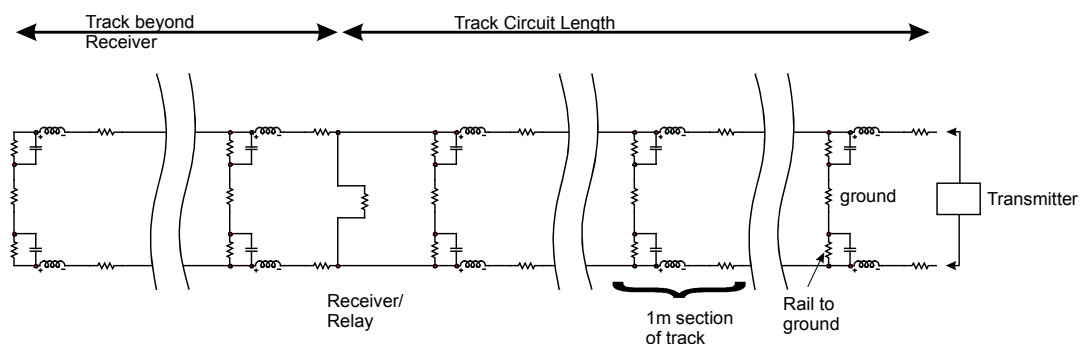 Track beyond
Receiver
Track Circuit Length
+
-
+
-
+
-
+
-
+
-
ground
Transmitter
+
-
+
-
+
-
+
-
+
-
Receiver/
Relay
1m section
of track
Rail to
ground